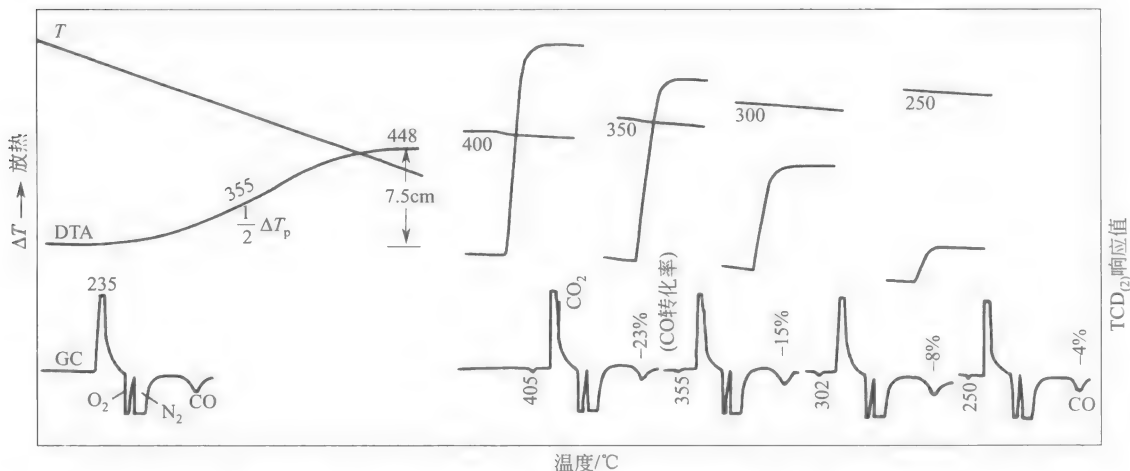 T
400
350
300
250
448
355
1/2 ΔTp
7.5cm
DTA
ΔT → 放热
235
GC
O2
N2
CO
CO2
405
-23%
(CO转化率)
355
-15%
302
-8%
250
-4%
CO
TCD(2)响应值
温度/℃